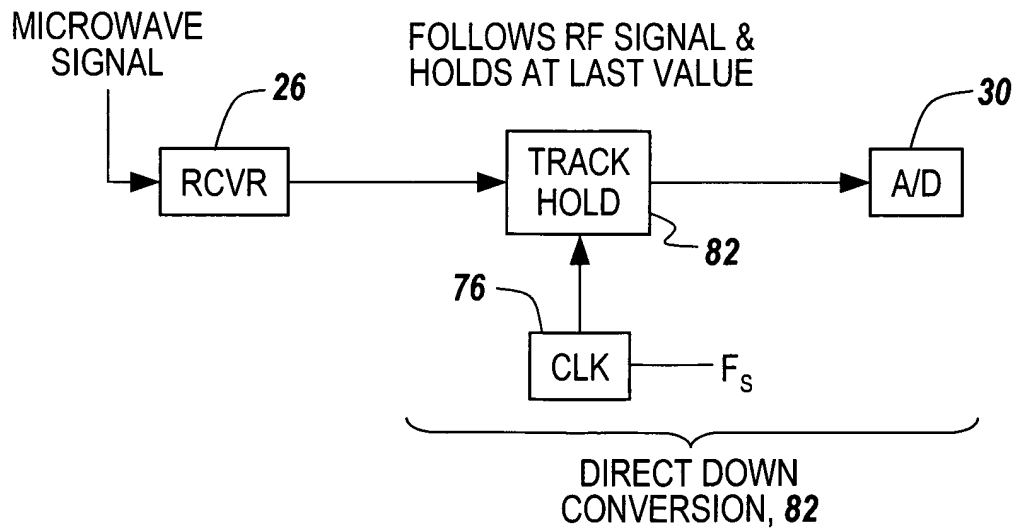 MICROWAVE
SIGNAL
FOLLOWS RF SIGNAL &
HOLDS AT LAST VALUE
26
30
RCVR
TRACK
HOLD
A/D
82
76
CLK
FS
DIRECT DOWN
CONVERSION, 82